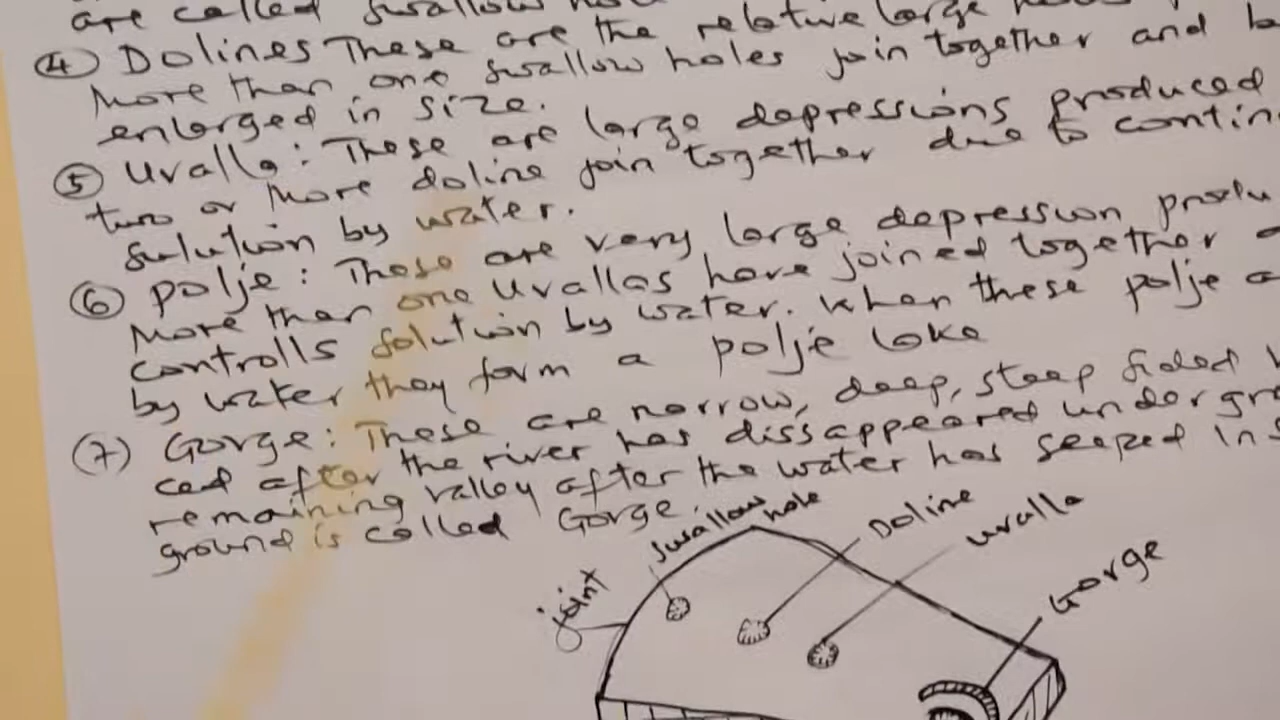 are called swallow
④ Dolines These are the relative large
More than one swallow holes join together and
enlarged in size.
⑤ Uvalla: These are large depressions produced
two or More doline join together due to contin
solution by water.
⑥ polje: These are very large depression produ
More than one uvallas have joined together
controlls solution by water. When these polje a
by water they form a polje lake
(7) Gorge: These are narrow, deep, steep sided
ced after the river has dissappeared undergr
remaining valley after the water has seeped in
ground is called Gorge.
swallow hole
Doline
uvalla
Gorge
joint